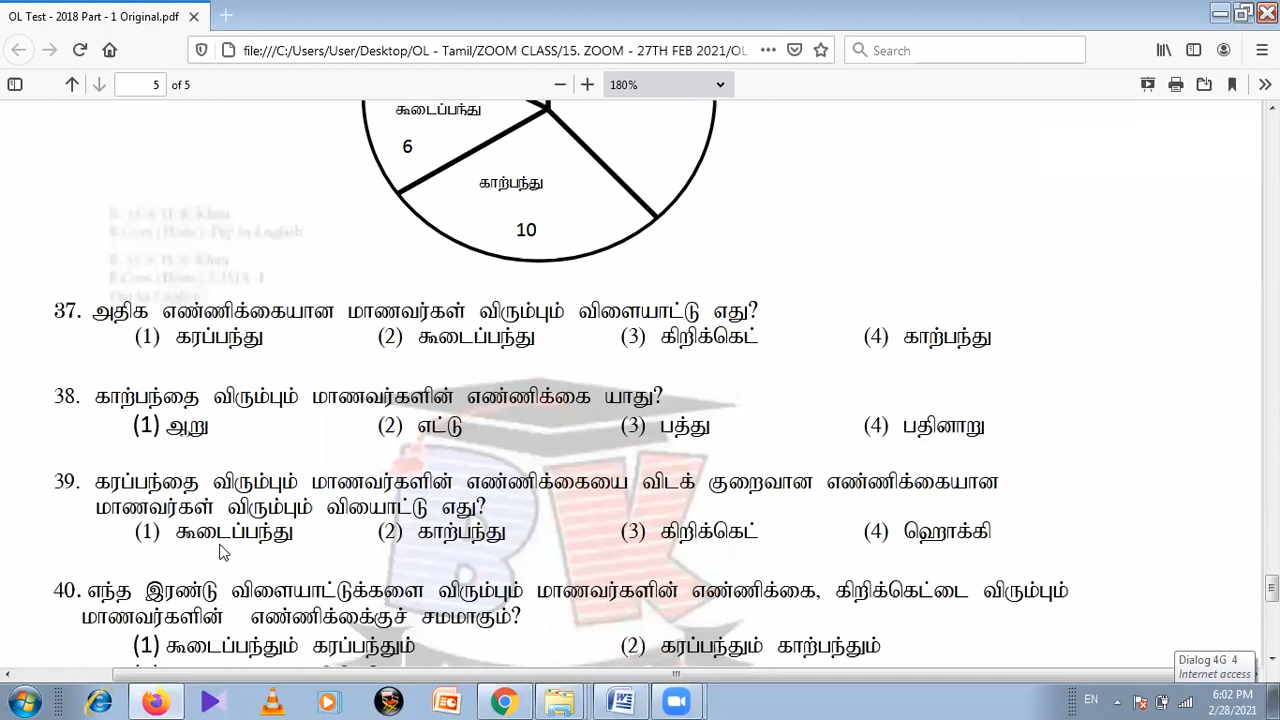 OL Test - 2018 Part - 1 Original.pdf
file:///C:/Users/User/Desktop/OL - Tamil/ZOOM CLASS/15. ZOOM - 27TH FEB 2021/OL
Search
5 of 5
180%
கூடைப்பந்து
6
காற்பந்து
10
37. அதிக எண்ணிக்கையான மாணவர்கள் விரும்பும் விளையாட்டு எது?
(1) கரப்பந்து (2) கூடைப்பந்து (3) கிறிக்கெட் (4) காற்பந்து
38. காற்பந்தை விரும்பும் மாணவர்களின் எண்ணிக்கை யாது?
(1) ஆறு (2) எட்டு (3) பத்து (4) பதினாறு
39. கரப்பந்தை விரும்பும் மாணவர்களின் எண்ணிக்கையை விடக் குறைவான எண்ணிக்கையான
மாணவர்கள் விரும்பும் வியைாட்டு எது?
(1) கூடைப்பந்து (2) காற்பந்து (3) கிறிக்கெட் (4) ஹொக்கி
40. எந்த இரண்டு விளையாட்டுக்களை விரும்பும் மாணவர்களின் எண்ணிக்கை, கிறிக்கெட்டை விரும்பும்
மாணவர்களின் எண்ணிக்கைக்குச் சமமாகும்?
(1) கூடைப்பந்தும் கரப்பந்தும் (2) கரப்பந்தும் காற்பந்தும்
Dialog 4G 4
Internet access
EN
6:02 PM
2/28/2021